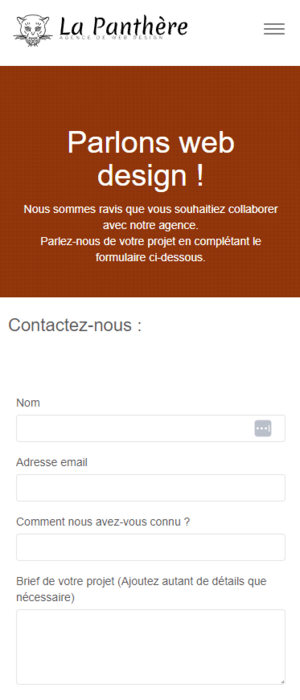 La Panthère
AGENCE DE WEB DESIGN
Parlons web
design !
Nous sommes ravis que vous souhaitiez collaborer
avec notre agence.
Parlez-nous de votre projet en complétant le
formulaire ci-dessous.
Contactez-nous :
Nom
Adresse email
Comment nous avez-vous connu ?
Brief de votre projet (Ajoutez autant de détails que
nécessaire)